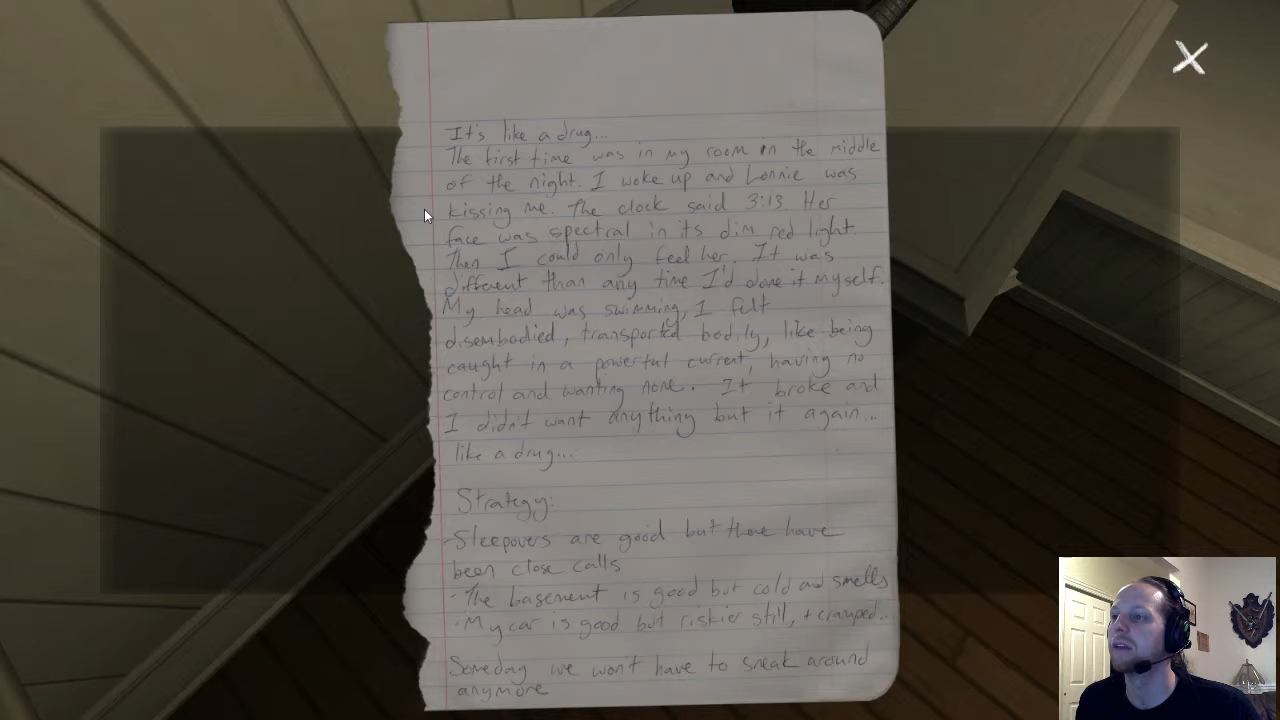 It's like a drug...
The first time was in my room in the middle
of the night. I woke up and Lonnie was
kissing me. The clock said 3:13. Her
face was spectral in its dim red light.
Then I could only feel her. It was
different than any time I'd done it myself.
My head was swimming, I felt
disembodied, transported bodily, like being
caught in a powerful current, having no
control and wanting none. It broke and
I didn't want anything but it again...
like a drug...
Strategy:
-Sleepovers are good but there have
been close calls
-The basement is good but cold and smells
-My car is good but riskier still, + cramped...
Someday we won't have to sneak around
anymore